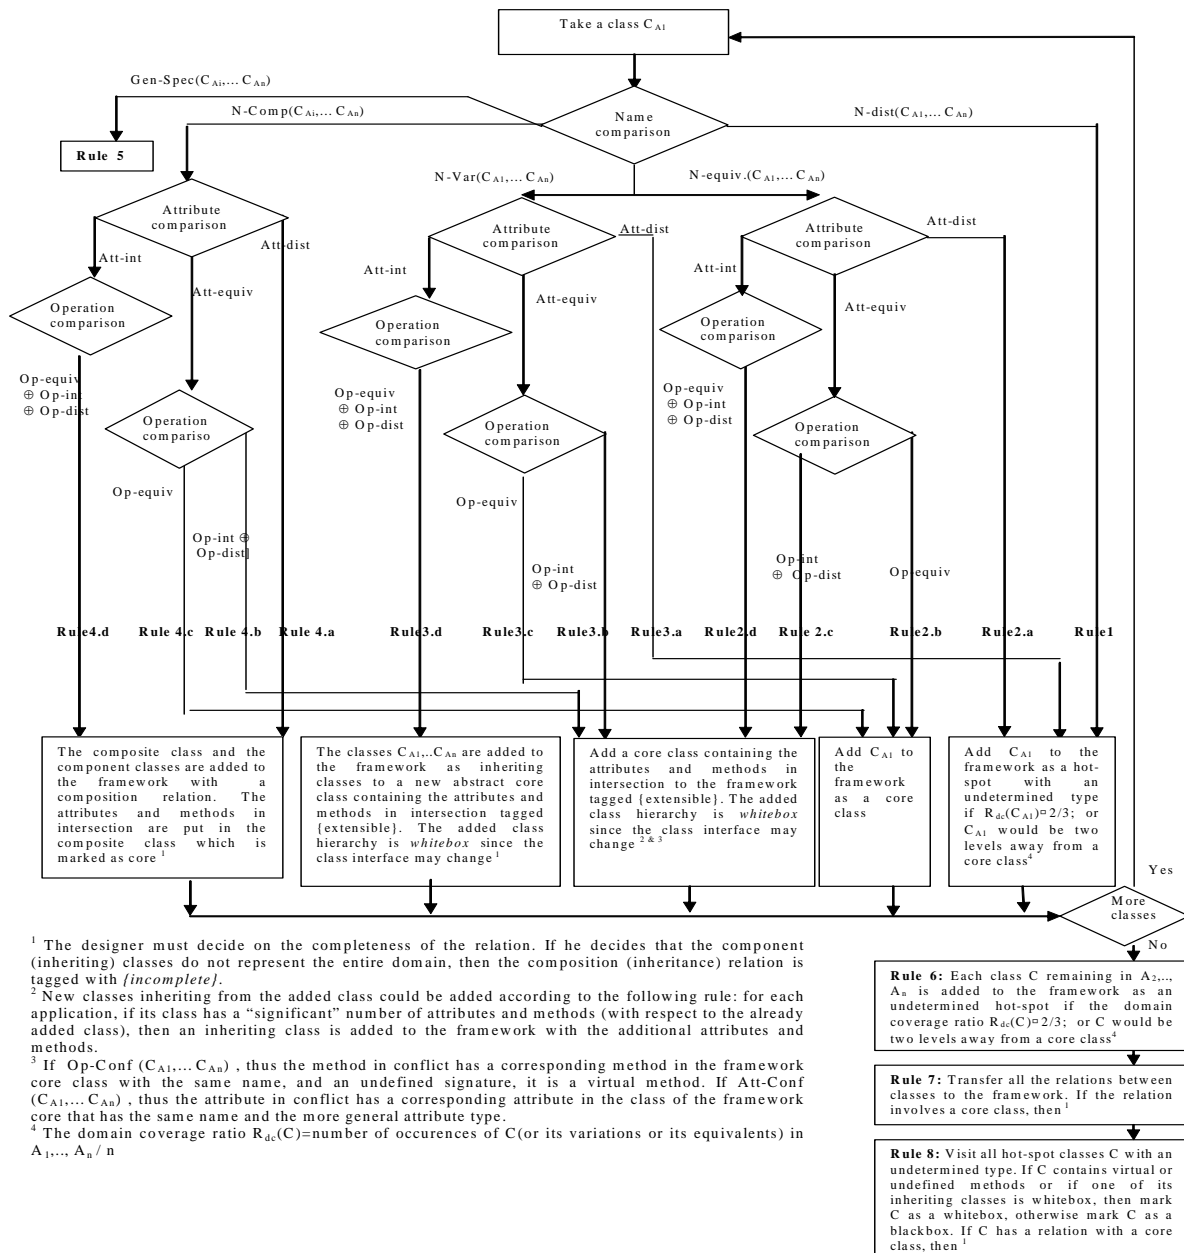 Take a class C A1
Gen-Spec(C Ai,... C An)
N-Comp(C Ai,... C An)
Name
comparison
N-dist(C A1,... C An)
Rule 5
N-Var(C A1,... C An)
N-equiv.(C A1,... C An)
Attribute
comparison
Att-dist
Attribute
comparison
Att-dist
Attribute
comparison
Att-dist
Att-int
Att-equiv
Att-int
Att-equiv
Att-int
Att-equiv
Operation
comparison
Operation
comparison
Operation
comparison
Op-equiv
⊕ Op-int
⊕ Op-dist
Operation
compariso
Op-equiv
⊕ Op-int
⊕ Op-dist
Operation
comparison
Op-equiv
⊕ Op-int
⊕ Op-dist
Operation
comparison
Op-equiv
Op-int ⊕
Op-dist]
Op-equiv
Op-int
⊕ Op-dist
Op-int
⊕ Op-dist
Op-equiv
Rule4.d Rule 4.c Rule 4.b Rule 4.a Rule3.d Rule3.c Rule3.b Rule3.a Rule2.d Rule 2.c Rule2.b Rule2.a Rule1
The composite class and the
component classes are added to
the framework with a
composition relation. The
attributes and methods in
intersection are put in the
composite class which is
marked as core 1
The classes C A1,..C An are added to
the framework as inheriting
classes to a new abstract core
class containing the attributes and
methods in intersection tagged
{extensible}. The added class
hierarchy is whitebox since the
class interface may change 1
Add a core class containing the
attributes and methods in
intersection to the framework
tagged {extensible}. The added
class hierarchy is whitebox
since the class interface may
change 2 & 3
Add C A1 to
the
framework
as a core
class
Add C A1 to the
framework as a hot-
spot with an
undetermined type
if R dc(C A1)▫2/3; or
C A1 would be two
levels away from a
core class 4
Yes
More
classes
No
1 The designer must decide on the completeness of the relation. If he decides that the component
(inheriting) classes do not represent the entire domain, then the composition (inheritance) relation is
tagged with {incomplete}.
2 New classes inheriting from the added class could be added according to the following rule: for each
application, if its class has a “significant” number of attributes and methods (with respect to the already
added class), then an inheriting class is added to the framework with the additional attributes and
methods.
3 If Op-Conf (C A1,... C An) , thus the method in conflict has a corresponding method in the framework
core class with the same name, and an undefined signature, it is a virtual method. If Att-Conf
(C A1,... C An) , thus the attribute in conflict has a corresponding attribute in the class of the framework
core that has the same name and the more general attribute type.
4 The domain coverage ratio R dc(C)=number of occurences of C(or its variations or its equivalents) in
A 1,.., A n / n
Rule 6: Each class C remaining in A 2,..,
A n is added to the framework as an
undetermined hot-spot if the domain
coverage ratio R dc(C)▫2/3; or C would be
two levels away from a core class 4
Rule 7: Transfer all the relations between
classes to the framework. If the relation
involves a core class, then 1
Rule 8: Visit all hot-spot classes C with an
undetermined type. If C contains virtual or
undefined methods or if one of its
inheriting classes is whitebox, then mark
C as a whitebox, otherwise mark C as a
blackbox. If C has a relation with a core
class, then 1